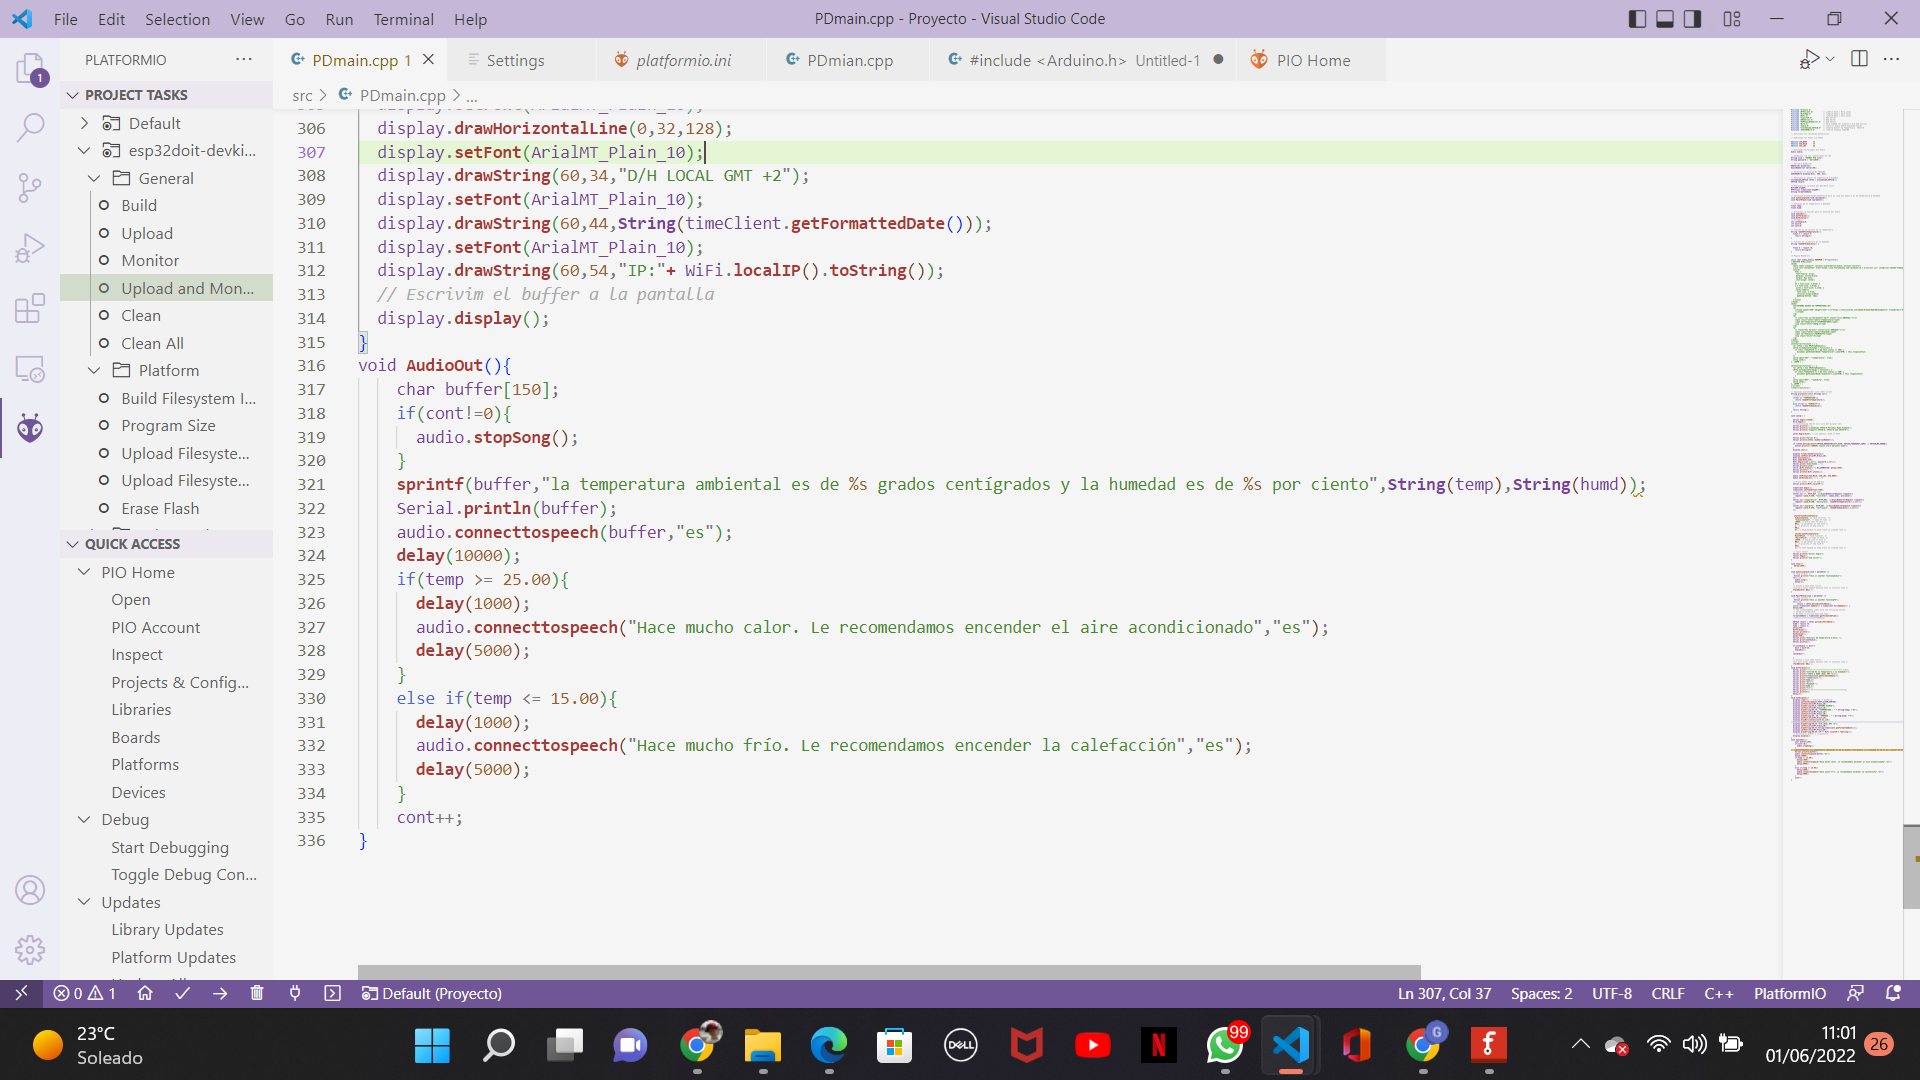 File Edit Selection View Go Run Terminal Help
PDmain.cpp - Proyecto - Visual Studio Code
PLATFORMIO
PDmain.cpp 1
Settings
platformio.ini
PDmian.cpp
#include <Arduino.h> Untitled-1
PIO Home
src > PDmain.cpp > ...
1
PROJECT TASKS
Default
esp32doit-devki...
General
Build
Upload
Monitor
Upload and Mon...
Clean
Clean All
Platform
Build Filesystem I...
Program Size
Upload Filesyste...
Upload Filesyste...
Erase Flash
QUICK ACCESS
PIO Home
Open
PIO Account
Inspect
Projects & Config...
Libraries
Boards
Platforms
Devices
Debug
Start Debugging
Toggle Debug Con...
Updates
Library Updates
Platform Updates
306 display.drawHorizontalLine(0,32,128);
307 display.setFont(ArialMT_Plain_10);
308 display.drawString(60,34,"D/H LOCAL GMT +2");
309 display.setFont(ArialMT_Plain_10);
310 display.drawString(60,44,String(timeClient.getFormattedDate()));
311 display.setFont(ArialMT_Plain_10);
312 display.drawString(60,54,"IP:"+ WiFi.localIP().toString());
313 // Escrivim el buffer a la pantalla
314 display.display();
315 }
316 void AudioOut(){
317 char buffer[150];
318 if(cont!=0){
319 audio.stopSong();
320 }
321 sprintf(buffer,"la temperatura ambiental es de %s grados centígrados y la humedad es de %s por ciento",String(temp),String(humd));
322 Serial.println(buffer);
323 audio.connecttospeech(buffer,"es");
324 delay(10000);
325 if(temp >= 25.00){
326 delay(1000);
327 audio.connecttospeech("Hace mucho calor. Le recomendamos encender el aire acondicionado","es");
328 delay(5000);
329 }
330 else if(temp <= 15.00){
331 delay(1000);
332 audio.connecttospeech("Hace mucho frío. Le recomendamos encender la calefacción","es");
333 delay(5000);
334 }
335 cont++;
336 }
0 1 Default (Proyecto)
Ln 307, Col 37 Spaces: 2 UTF-8 CRLF C++ PlatformIO
23°C
Soleado
DELL
N
99
G
11:01
01/06/2022
26